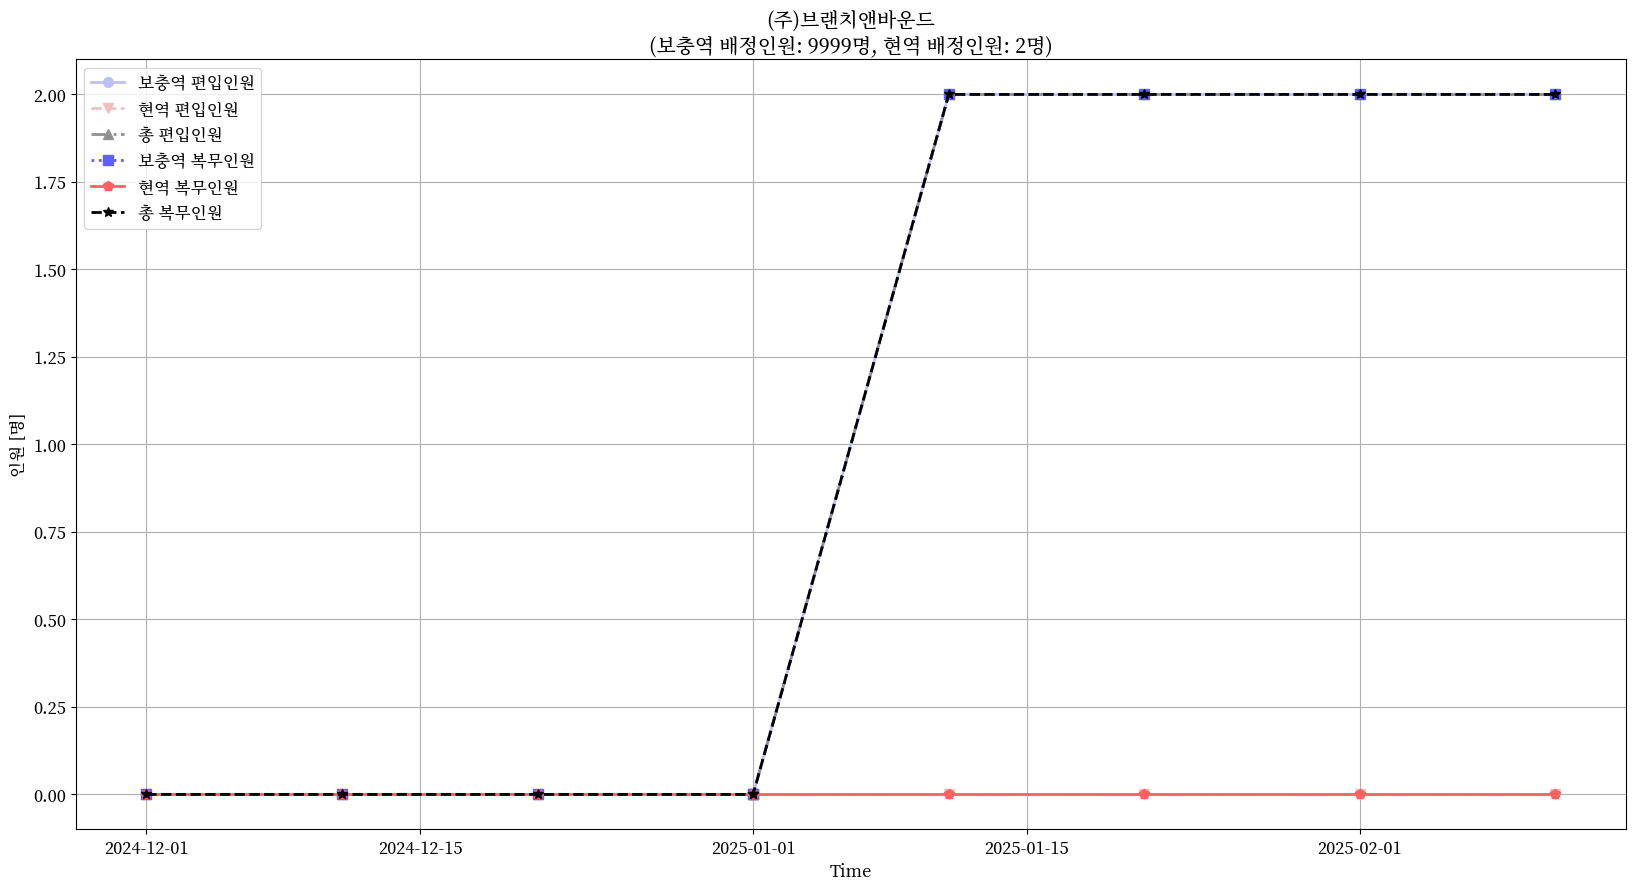 (주)브랜치앤바운드
(보충역 배정인원: 9999명, 현역 배정인원: 2명)
보충역 편입인원
현역 편입인원
총 편입인원
보충역 복무인원
현역 복무인원
총 복무인원
2.00
1.75
1.50
1.25
1.00
0.75
0.50
0.25
0.00
인원 [명]
2024-12-01
2024-12-15
2025-01-01
2025-01-15
2025-02-01
Time